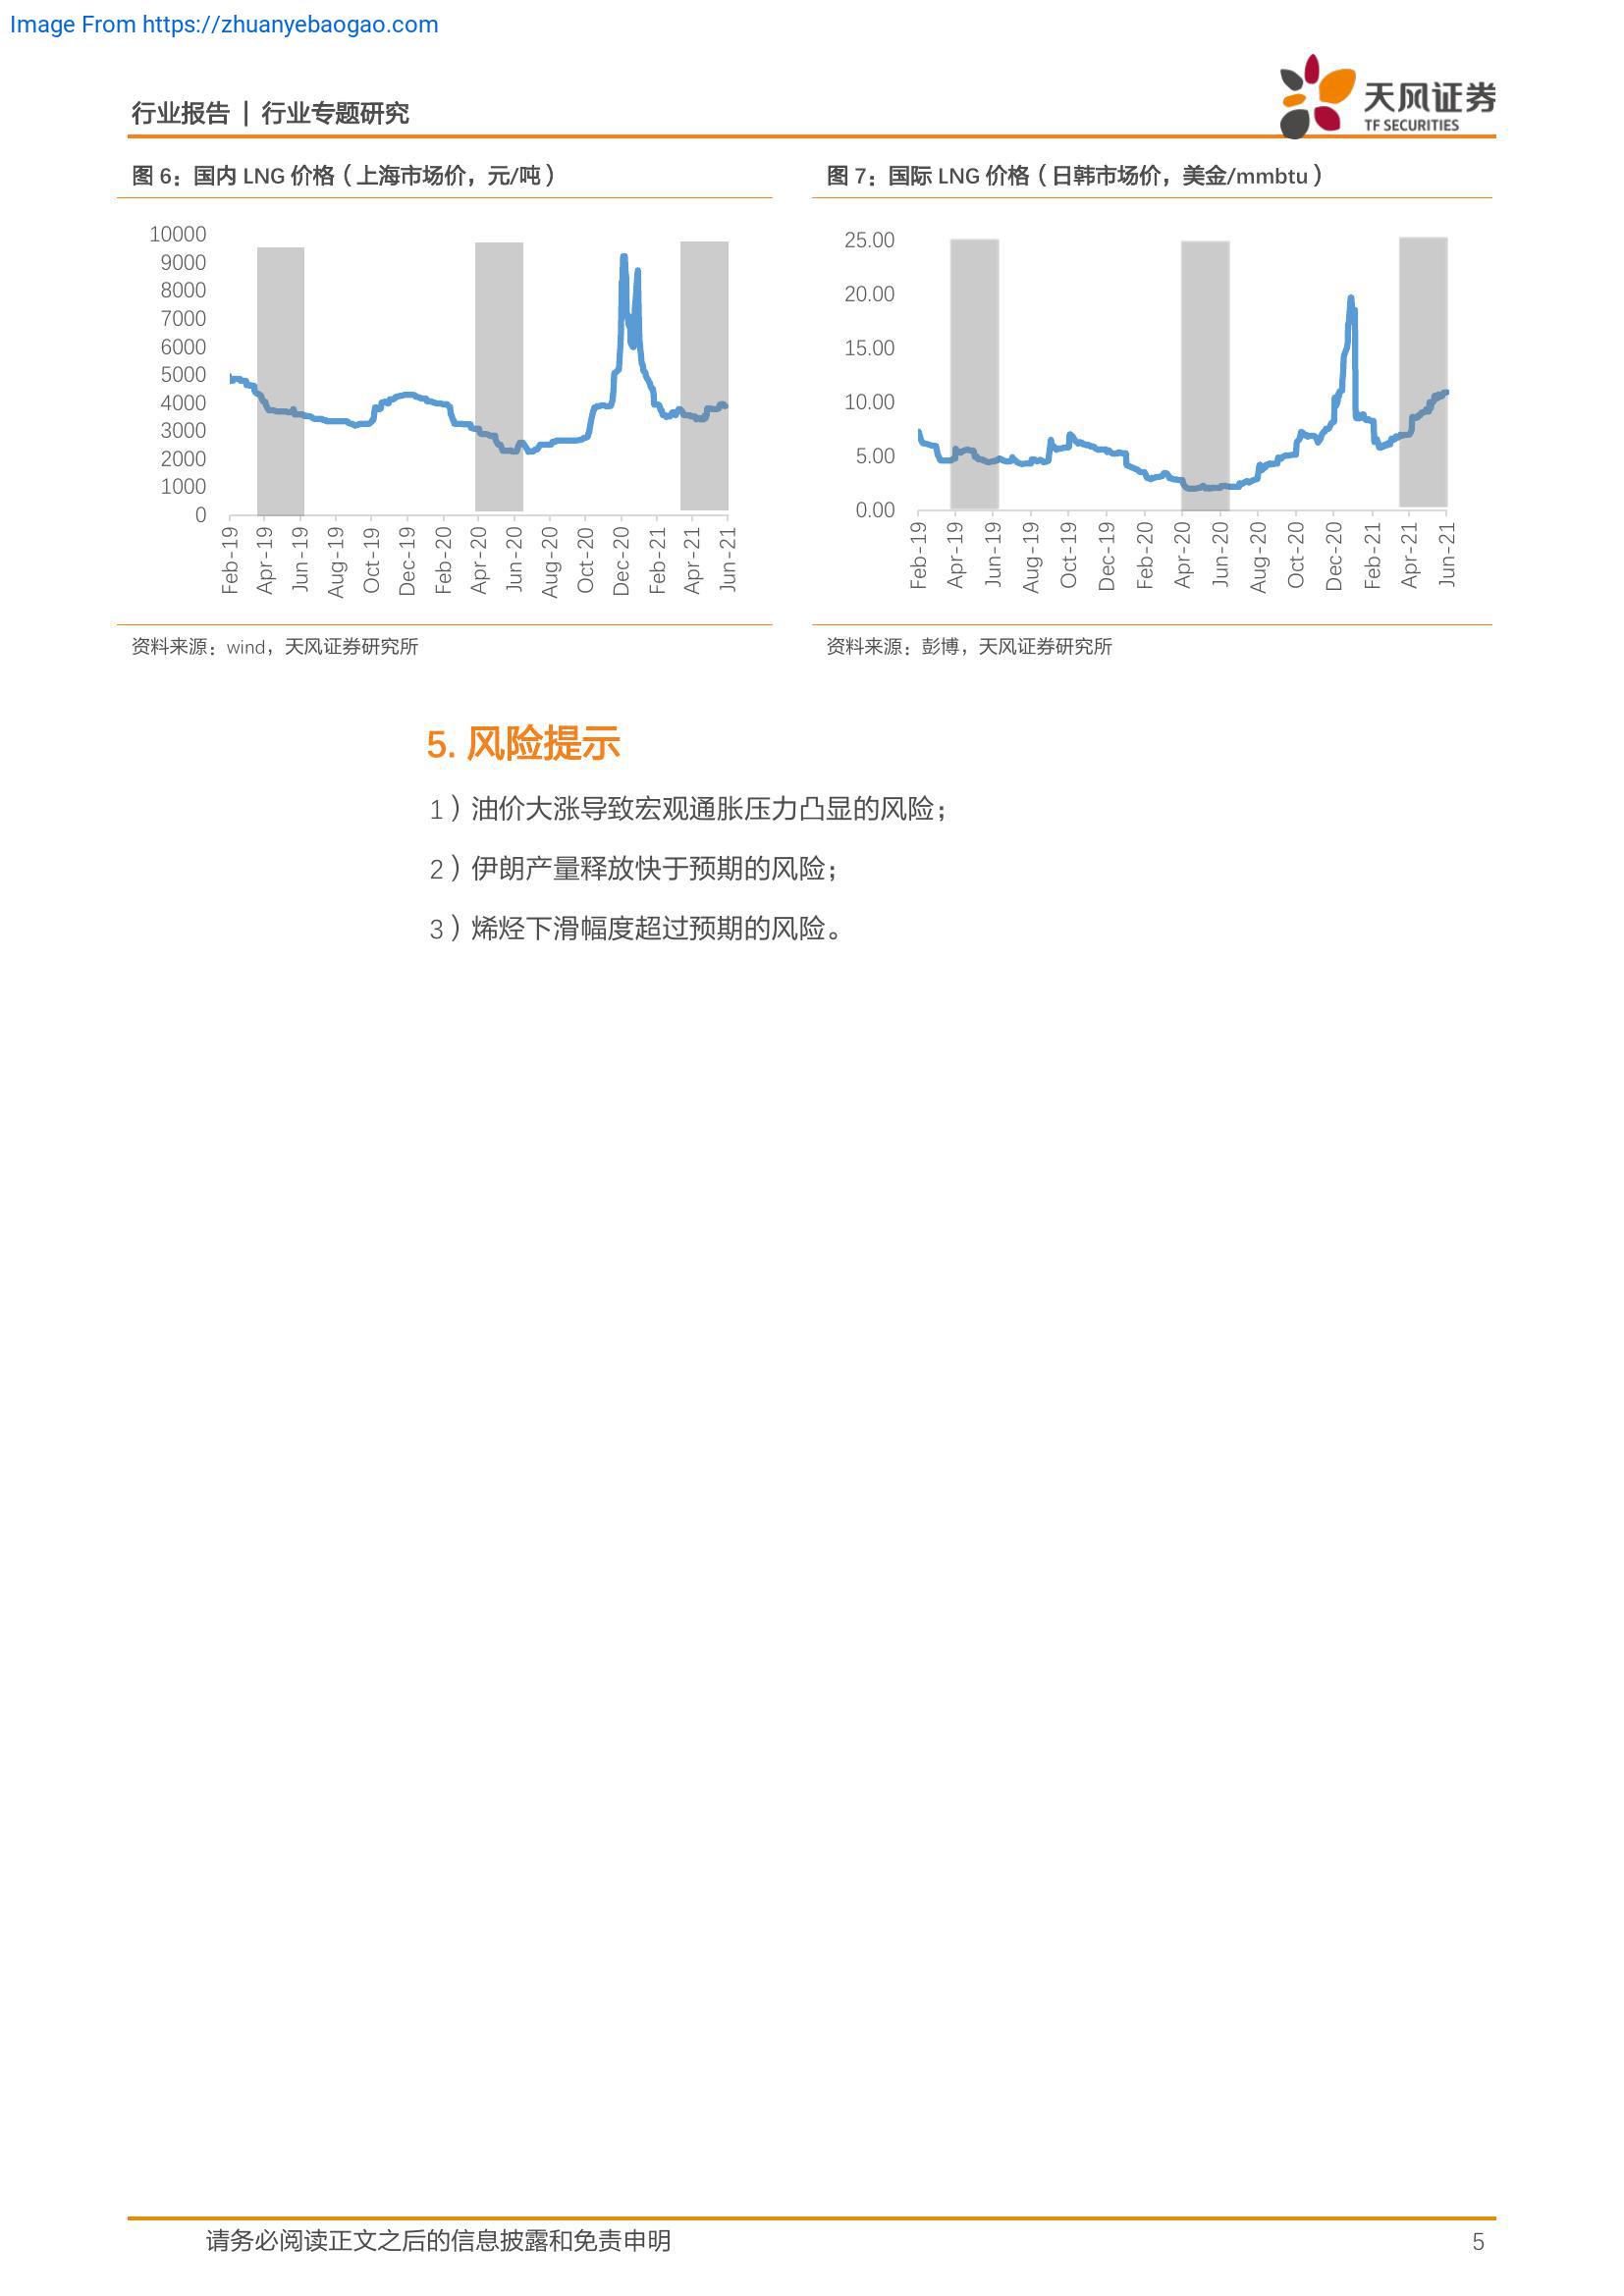 Image From https://zhuanyebaogao.com
行业报告 | 行业专题研究
天风证券
TF SECURITIES
图 6：国内 LNG 价格（上海市场价，元/吨）
10000
9000
8000
7000
6000
5000
4000
3000
2000
1000
0
Feb-19
Apr-19
Jun-19
Aug-19
Oct-19
Dec-19
Feb-20
Apr-20
Jun-20
Aug-20
Oct-20
Dec-20
Feb-21
Apr-21
Jun-21
资料来源：wind，天风证券研究所
图 7：国际 LNG 价格（日韩市场价，美金/mmbtu）
25.00
20.00
15.00
10.00
5.00
0.00
Feb-19
Apr-19
Jun-19
Aug-19
Oct-19
Dec-19
Feb-20
Apr-20
Jun-20
Aug-20
Oct-20
Dec-20
Feb-21
Apr-21
Jun-21
资料来源：彭博，天风证券研究所
5. 风险提示
1）油价大涨导致宏观通胀压力凸显的风险；
2）伊朗产量释放快于预期的风险；
3）烯烃下滑幅度超过预期的风险。
请务必阅读正文之后的信息披露和免责申明
5